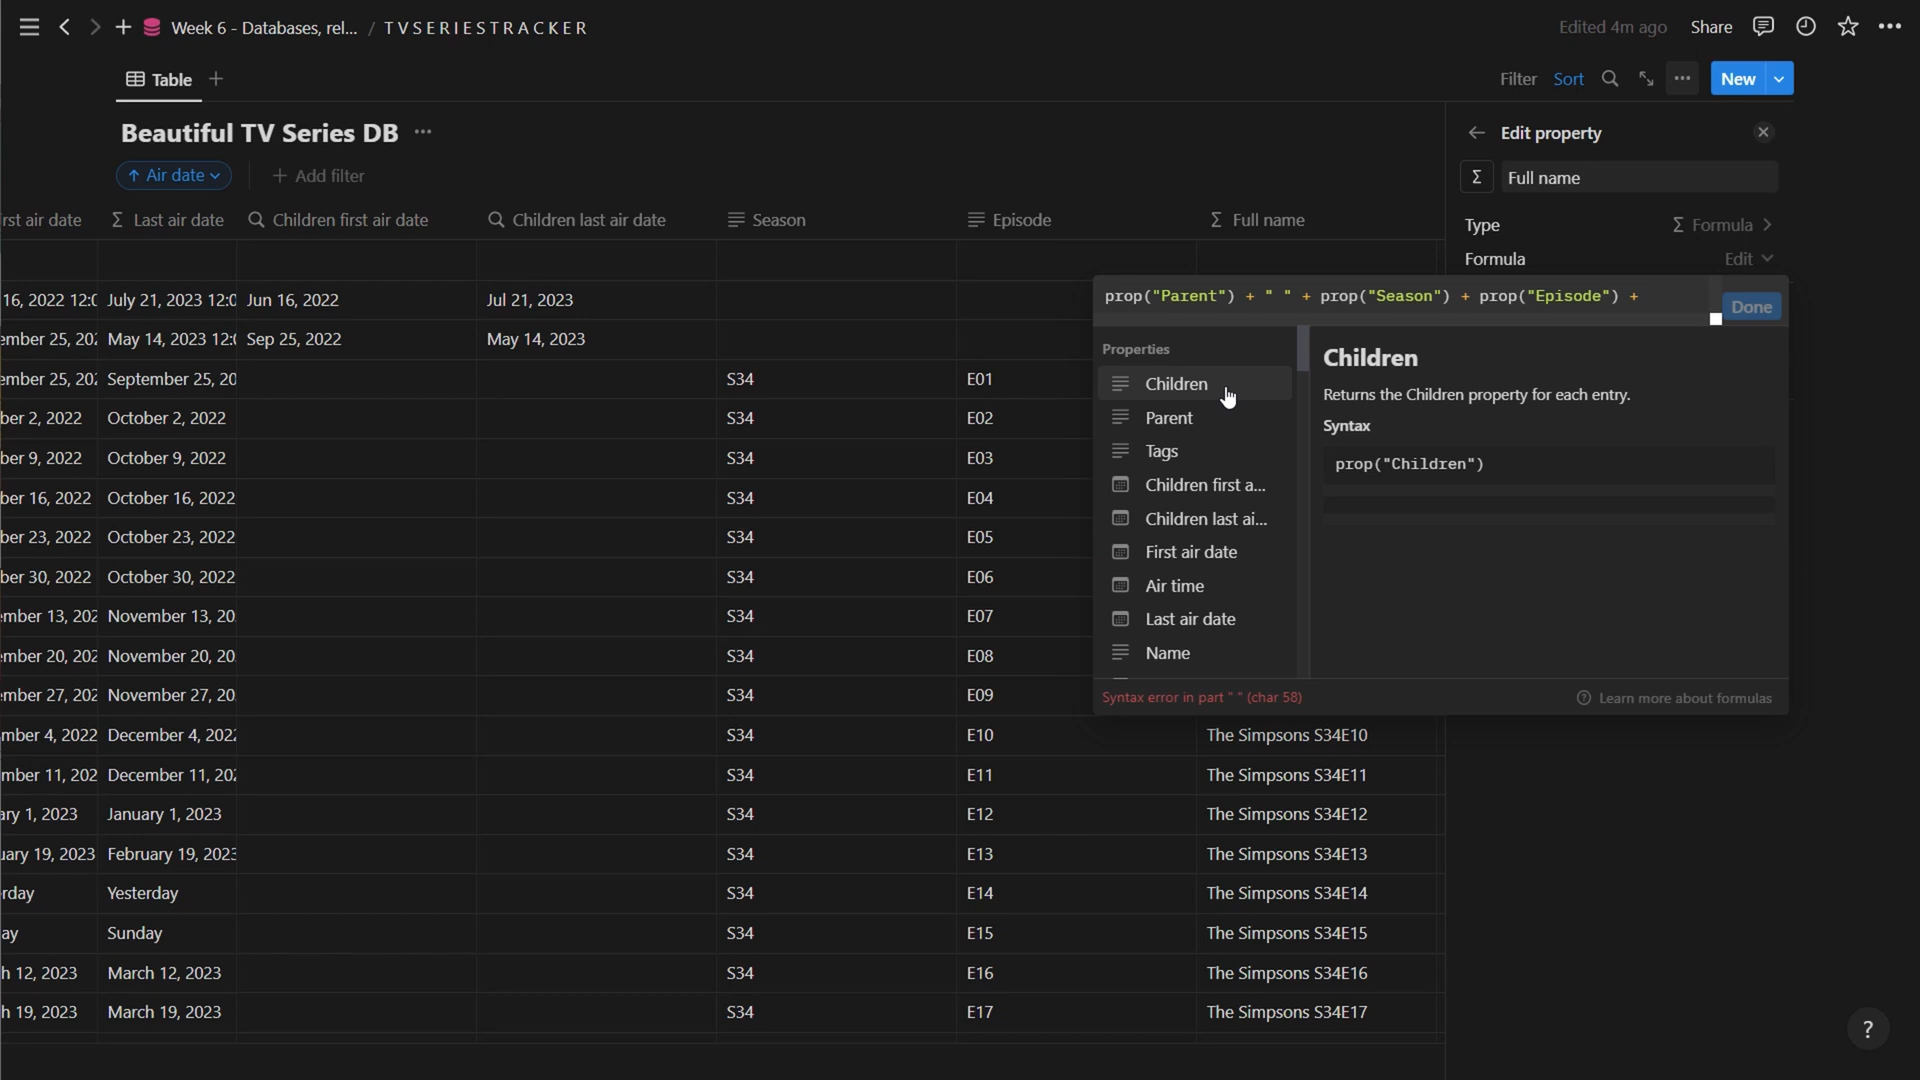 Week 6 - Databases, rel... / T V S E R I E S T R A C K E R
Edited 4m ago Share
Table
Filter Sort New
Beautiful TV Series DB
Edit property
Air date
Add filter
Full name
rst air date Last air date Children first air date Children last air date Season Episode Full name
Type Formula
Formula Edit
16, 2022 12:0 July 21, 2023 12:0 Jun 16, 2022 Jul 21, 2023
prop("Parent") + " " + prop("Season") + prop("Episode") +
Done
ember 25, 202 May 14, 2023 12:0 Sep 25, 2022 May 14, 2023
ember 25, 202 September 25, 20 S34 E01
ber 2, 2022 October 2, 2022 S34 E02
ber 9, 2022 October 9, 2022 S34 E03
ber 16, 2022 October 16, 2022 S34 E04
ber 23, 2022 October 23, 2022 S34 E05
ber 30, 2022 October 30, 2022 S34 E06
mber 13, 202 November 13, 20 S34 E07
mber 20, 202 November 20, 20 S34 E08
mber 27, 202 November 27, 20 S34 E09
mber 4, 2022 December 4, 202 S34 E10 The Simpsons S34E10
mber 11, 202 December 11, 20 S34 E11 The Simpsons S34E11
ary 1, 2023 January 1, 2023 S34 E12 The Simpsons S34E12
uary 19, 2023 February 19, 2023 S34 E13 The Simpsons S34E13
rday Yesterday S34 E14 The Simpsons S34E14
ay Sunday S34 E15 The Simpsons S34E15
h 12, 2023 March 12, 2023 S34 E16 The Simpsons S34E16
h 19, 2023 March 19, 2023 S34 E17 The Simpsons S34E17
Properties
Children
Parent
Tags
Children first a...
Children last ai...
First air date
Air time
Last air date
Name
Children
Returns the Children property for each entry.
Syntax
prop("Children")
Syntax error in part " " (char 58)
Learn more about formulas
?